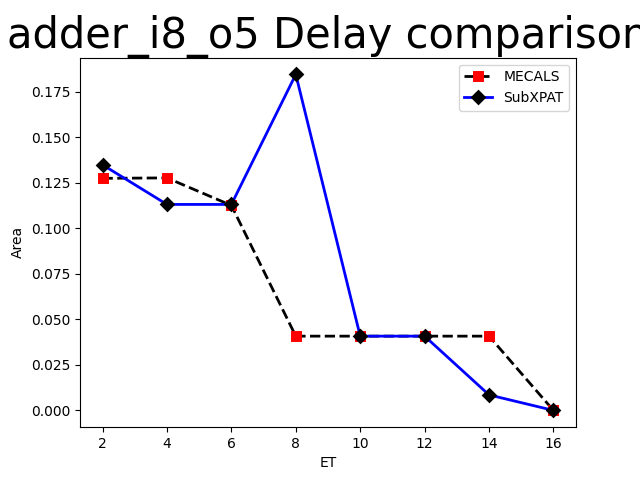 adder_i8_o5 Delay comparison
MECALS
SubXPAT
0.175
0.150
0.125
0.100
0.075
0.050
0.025
0.000
Area
2 4 6 8 10 12 14 16
ET